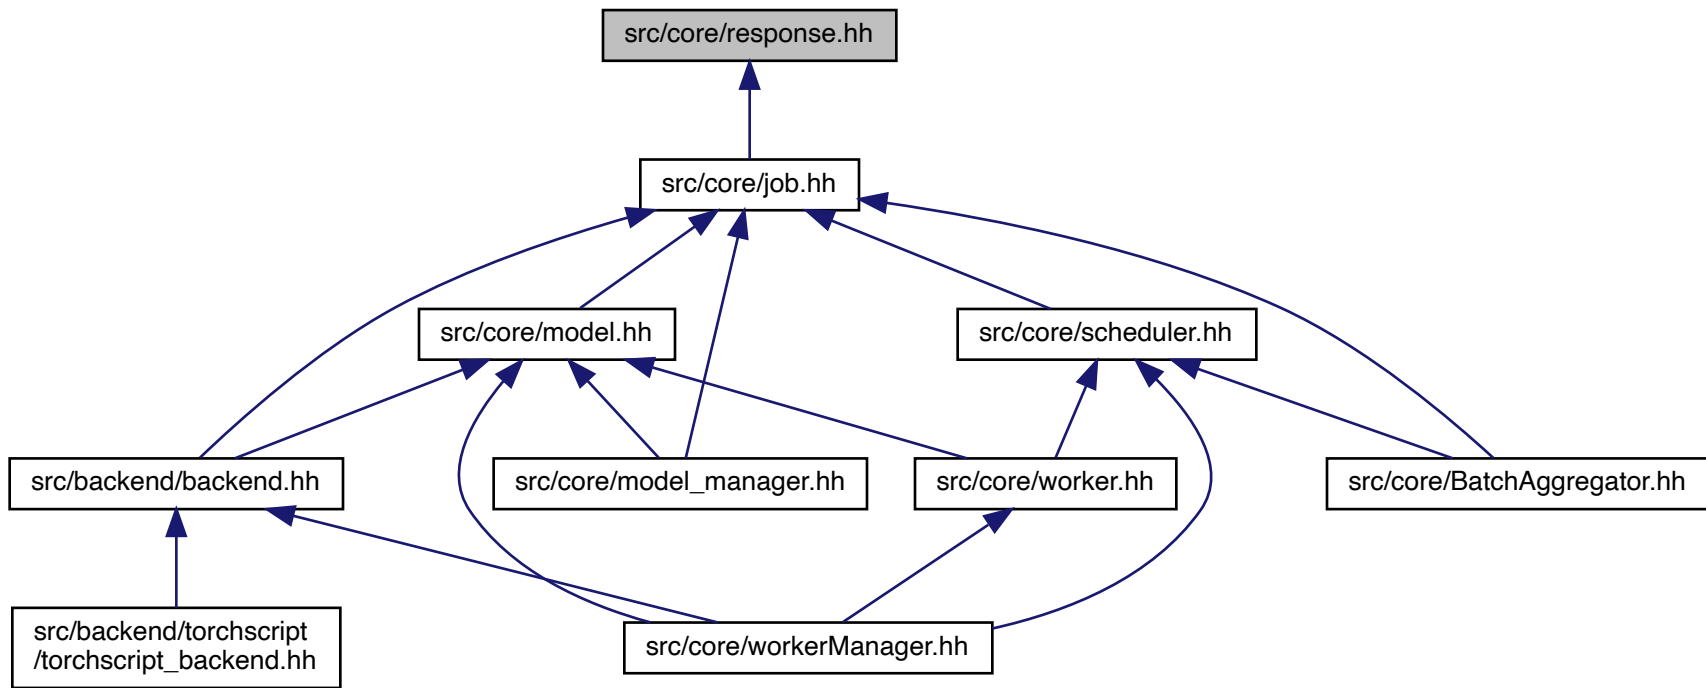 src/core/response.hh
src/core/job.hh
src/core/model.hh
src/core/scheduler.hh
src/backend/backend.hh
src/core/model_manager.hh
src/core/worker.hh
src/core/BatchAggregator.hh
src/backend/torchscript
/torchscript_backend.hh
src/core/workerManager.hh